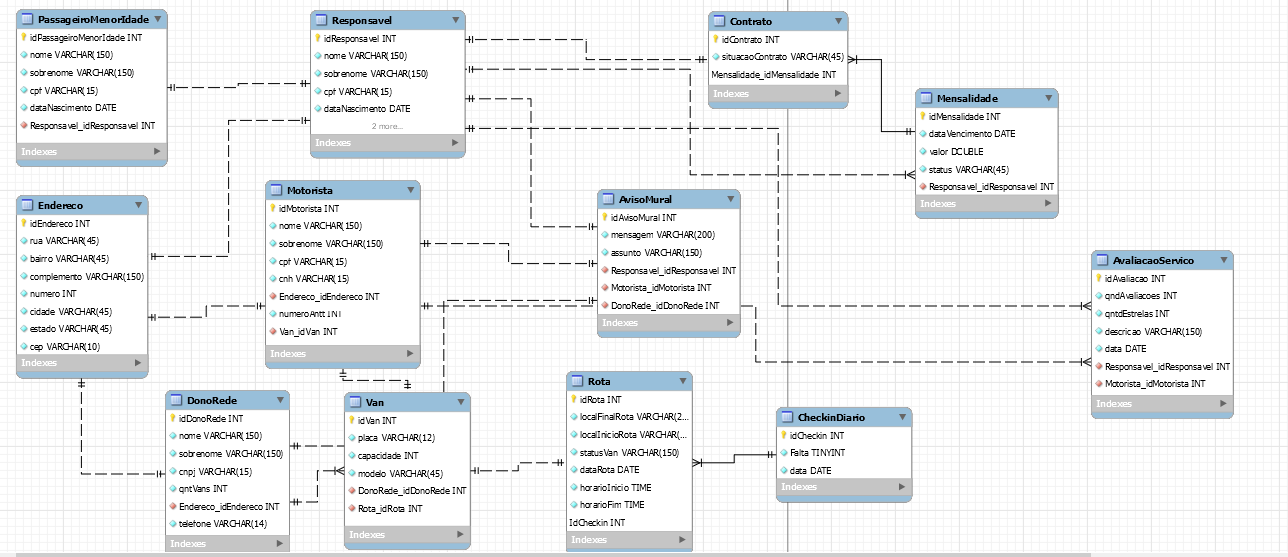 PassageiroMenorIdade
idPassageiroMenorIdade INT
nome VARCHAR(150)
sobrenome VARCHAR(150)
cpf VARCHAR(15)
dataNascimento DATE
Responsavel_idResponsavel INT
Indexes
Responsavel
idResponsavel INT
nome VARCHAR(150)
sobrenome VARCHAR(150)
cpf VARCHAR(15)
dataNascimento DATE
2 more...
Indexes
Contrato
idContrato INT
situacaoContrato VARCHAR(45)
Mensalidade_idMensalidade INT
Indexes
Mensalidade
idMensalidade INT
dataVencimento DATE
valor DOUBLE
status VARCHAR(45)
Responsavel_idResponsavel INT
Indexes
Endereco
idEndereco INT
rua VARCHAR(45)
bairro VARCHAR(45)
complemento VARCHAR(150)
numero INT
cidade VARCHAR(45)
estado VARCHAR(45)
cep VARCHAR(10)
Indexes
Motorista
idMotorista INT
nome VARCHAR(150)
sobrenome VARCHAR(150)
cpf VARCHAR(15)
cnh VARCHAR(15)
Endereco_idEndereco INT
numeroAntt INT
Van_idVan INT
Indexes
AvisoMural
idAvisoMural INT
mensagem VARCHAR(200)
assunto VARCHAR(150)
Responsavel_idResponsavel INT
Motorista_idMotorista INT
DonoRede_idDonoRede INT
Indexes
AvaliacaoServico
idAvaliacao INT
qndAvaliacoes INT
qntdEstrelas INT
descricao VARCHAR(150)
data DATE
Responsavel_idResponsavel INT
Motorista_idMotorista INT
Indexes
DonoRede
idDonoRede INT
nome VARCHAR(150)
sobrenome VARCHAR(150)
cnpj VARCHAR(15)
qntVans INT
Endereco_idEndereco INT
telefone VARCHAR(14)
Indexes
Van
idVan INT
placa VARCHAR(12)
capacidade INT
modelo VARCHAR(45)
DonoRede_idDonoRede INT
Rota_idRota INT
Indexes
Rota
idRota INT
localFinalRota VARCHAR(2...
localInicioRota VARCHAR(...
statusVan VARCHAR(150)
dataRota DATE
horarioInicio TIME
horarioFim TIME
IdCheckin INT
Indexes
CheckinDiario
idCheckin INT
Falta TINYINT
data DATE
Indexes